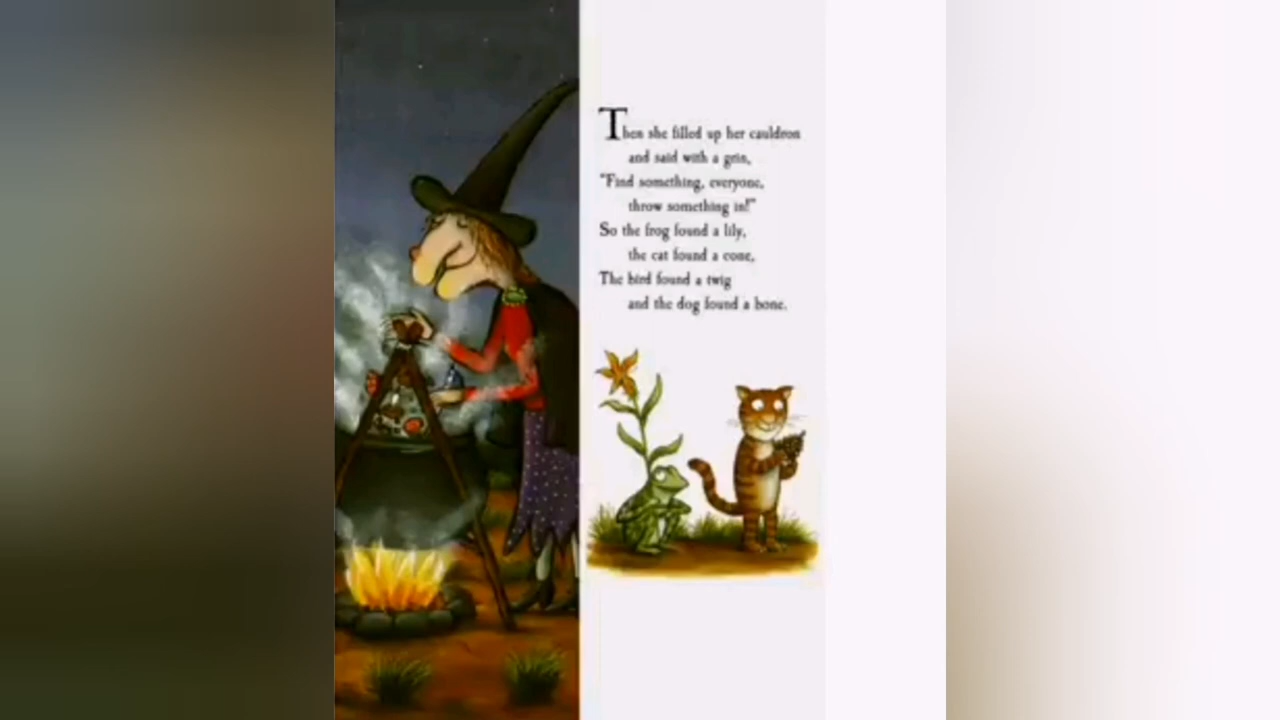 Then she filled up her cauldron
and said with a grin,
"Find something, everyone,
throw something in!"
So the frog found a lily,
the cat found a cone,
The bird found a twig
and the dog found a bone.